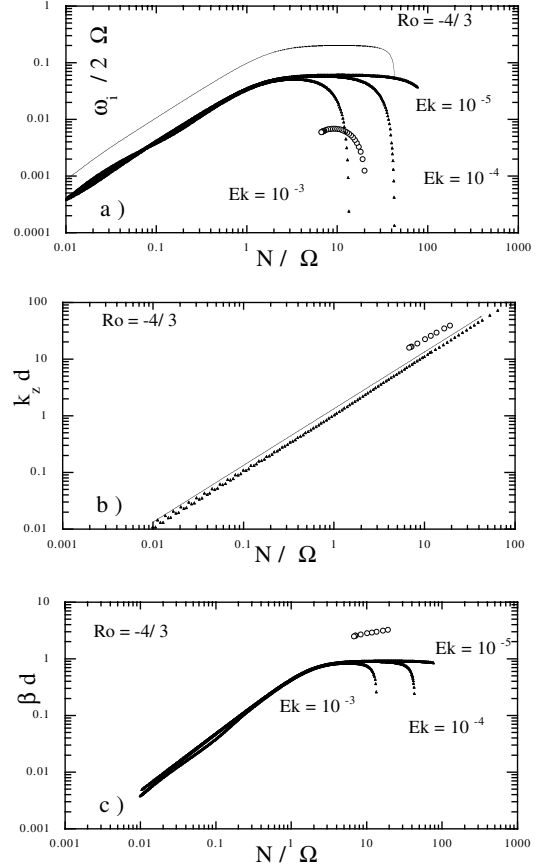 1
0.1
0.01
0.001
0.0001
ω i / 2 Ω
Ro = -4/ 3
Ek = 10 -5
Ek = 10 -4
Ek = 10 -3
a )
0.01 0.1 1 10 100 1000
N / Ω
100
10
1
0.1
0.01
k z d
Ro = -4/ 3
b )
0.001 0.01 0.1 1 10 100
N / Ω
10
1
0.1
0.01
0.001
β d
Ro = -4/ 3
Ek = 10 -5
Ek = 10 -3
Ek = 10 -4
c )
0.001 0.01 0.1 1 10 100 1000
N / Ω